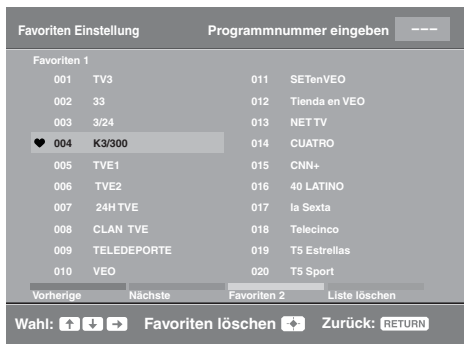 Favoriten Einstellung Programmnummer eingeben ---
Favoriten 1
001 TV3
002 33
003 3/24
004 K3/300
005 TVE1
006 TVE2
007 24H TVE
008 CLAN TVE
009 TELEDEPORTE
010 VEO
011 SETenVEO
012 Tienda en VEO
013 NET TV
014 CUATRO
015 CNN+
016 40 LATINO
017 la Sexta
018 Telecinco
019 T5 Estrellas
020 T5 Sport
Vorherige Nächste Favoriten 2 Liste löschen
Wahl: Favoriten löschen Zurück: RETURN